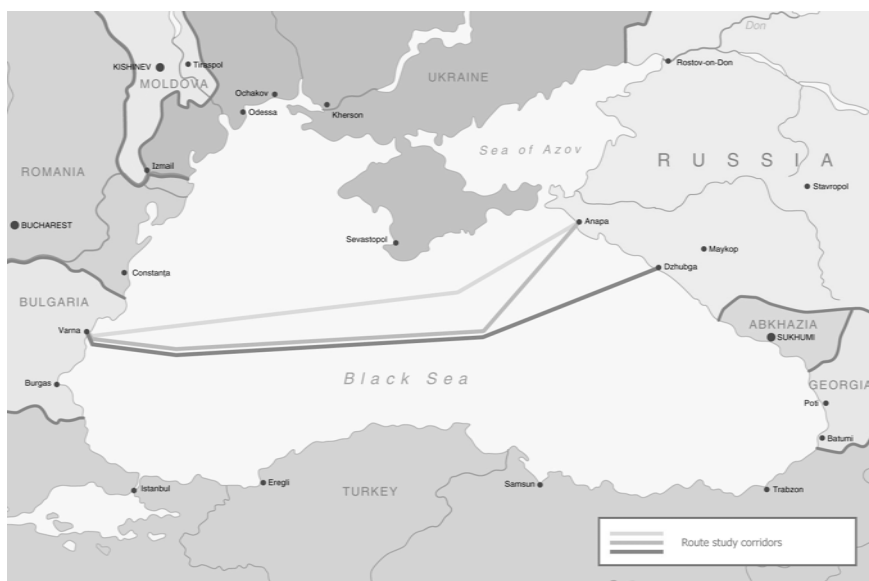 Don
Rostov-on-Don
KISHINEV
Tiraspol
MOLDOVA
UKRAINE
Ochakov
Odessa
Kherson
Sea of Azov
RUSSIA
Izmail
ROMANIA
Stavropol
BUCHAREST
Anapa
Sevastopol
Maykop
Dzhubga
Constanța
BULGARIA
Varna
ABKHAZIA
SUKHUMI
Black Sea
Burgas
GEORGIA
Poti
Batumi
Istanbul
Eregli
TURKEY
Samsun
Trabzon
Route study corridors